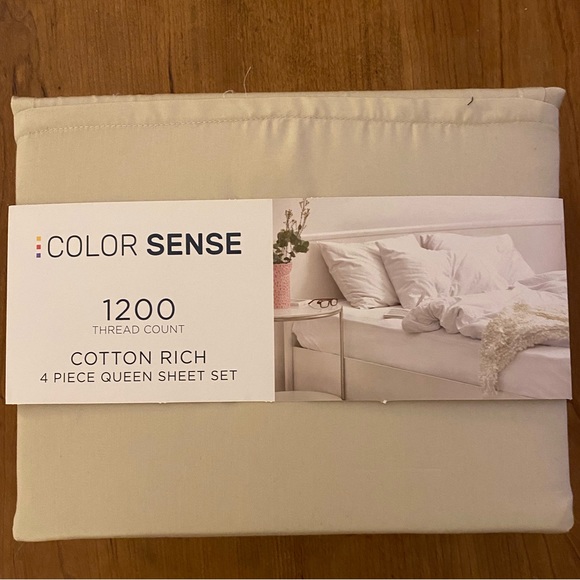 COLOR SENSE
1200
THREAD COUNT
COTTON RICH
4 PIECE QUEEN SHEET SET